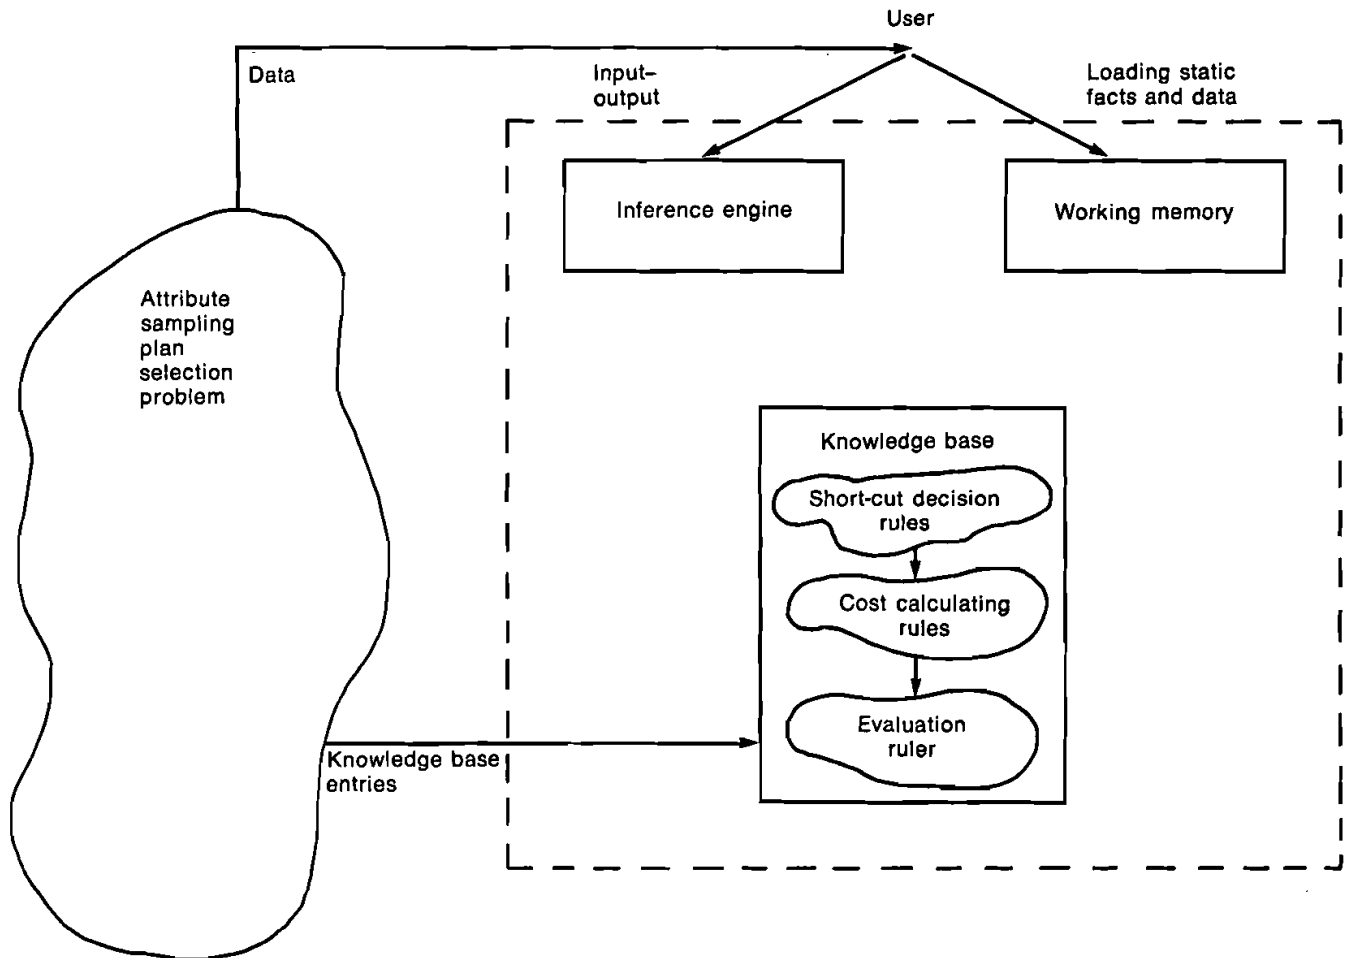 User
Data
Input–
output
Loading static
facts and data
Inference engine
Working memory
Attribute
sampling
plan
selection
problem
Knowledge base
Short-cut decision
rules
Cost calculating
rules
Evaluation
ruler
Knowledge base
entries